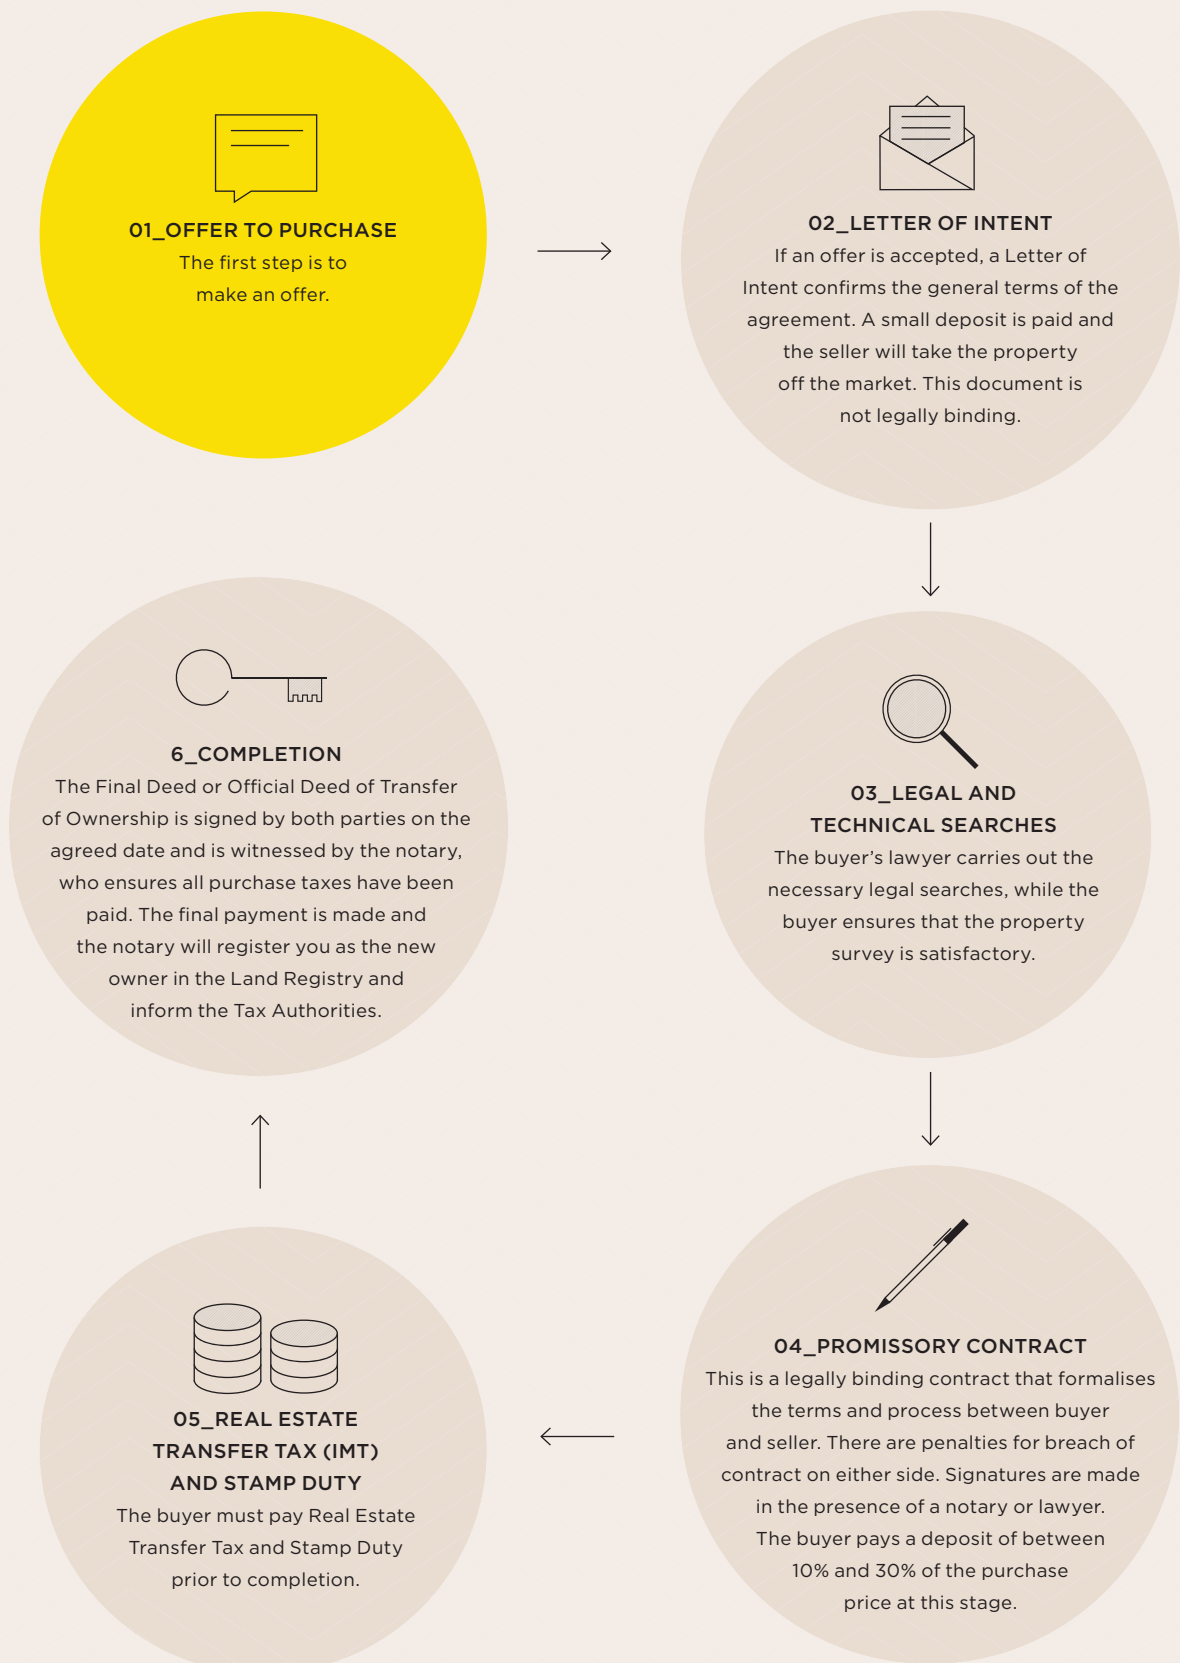 01_OFFER TO PURCHASE
The first step is to
make an offer.
02_LETTER OF INTENT
If an offer is accepted, a Letter of
Intent confirms the general terms of the
agreement. A small deposit is paid and
the seller will take the property
off the market. This document is
not legally binding.
03_LEGAL AND
TECHNICAL SEARCHES
The buyer’s lawyer carries out the
necessary legal searches, while the
buyer ensures that the property
survey is satisfactory.
04_PROMISSORY CONTRACT
This is a legally binding contract that formalises
the terms and process between buyer
and seller. There are penalties for breach of
contract on either side. Signatures are made
in the presence of a notary or lawyer.
The buyer pays a deposit of between
10% and 30% of the purchase
price at this stage.
05_REAL ESTATE
TRANSFER TAX (IMT)
AND STAMP DUTY
The buyer must pay Real Estate
Transfer Tax and Stamp Duty
prior to completion.
6_COMPLETION
The Final Deed or Official Deed of Transfer
of Ownership is signed by both parties on the
agreed date and is witnessed by the notary,
who ensures all purchase taxes have been
paid. The final payment is made and
the notary will register you as the new
owner in the Land Registry and
inform the Tax Authorities.